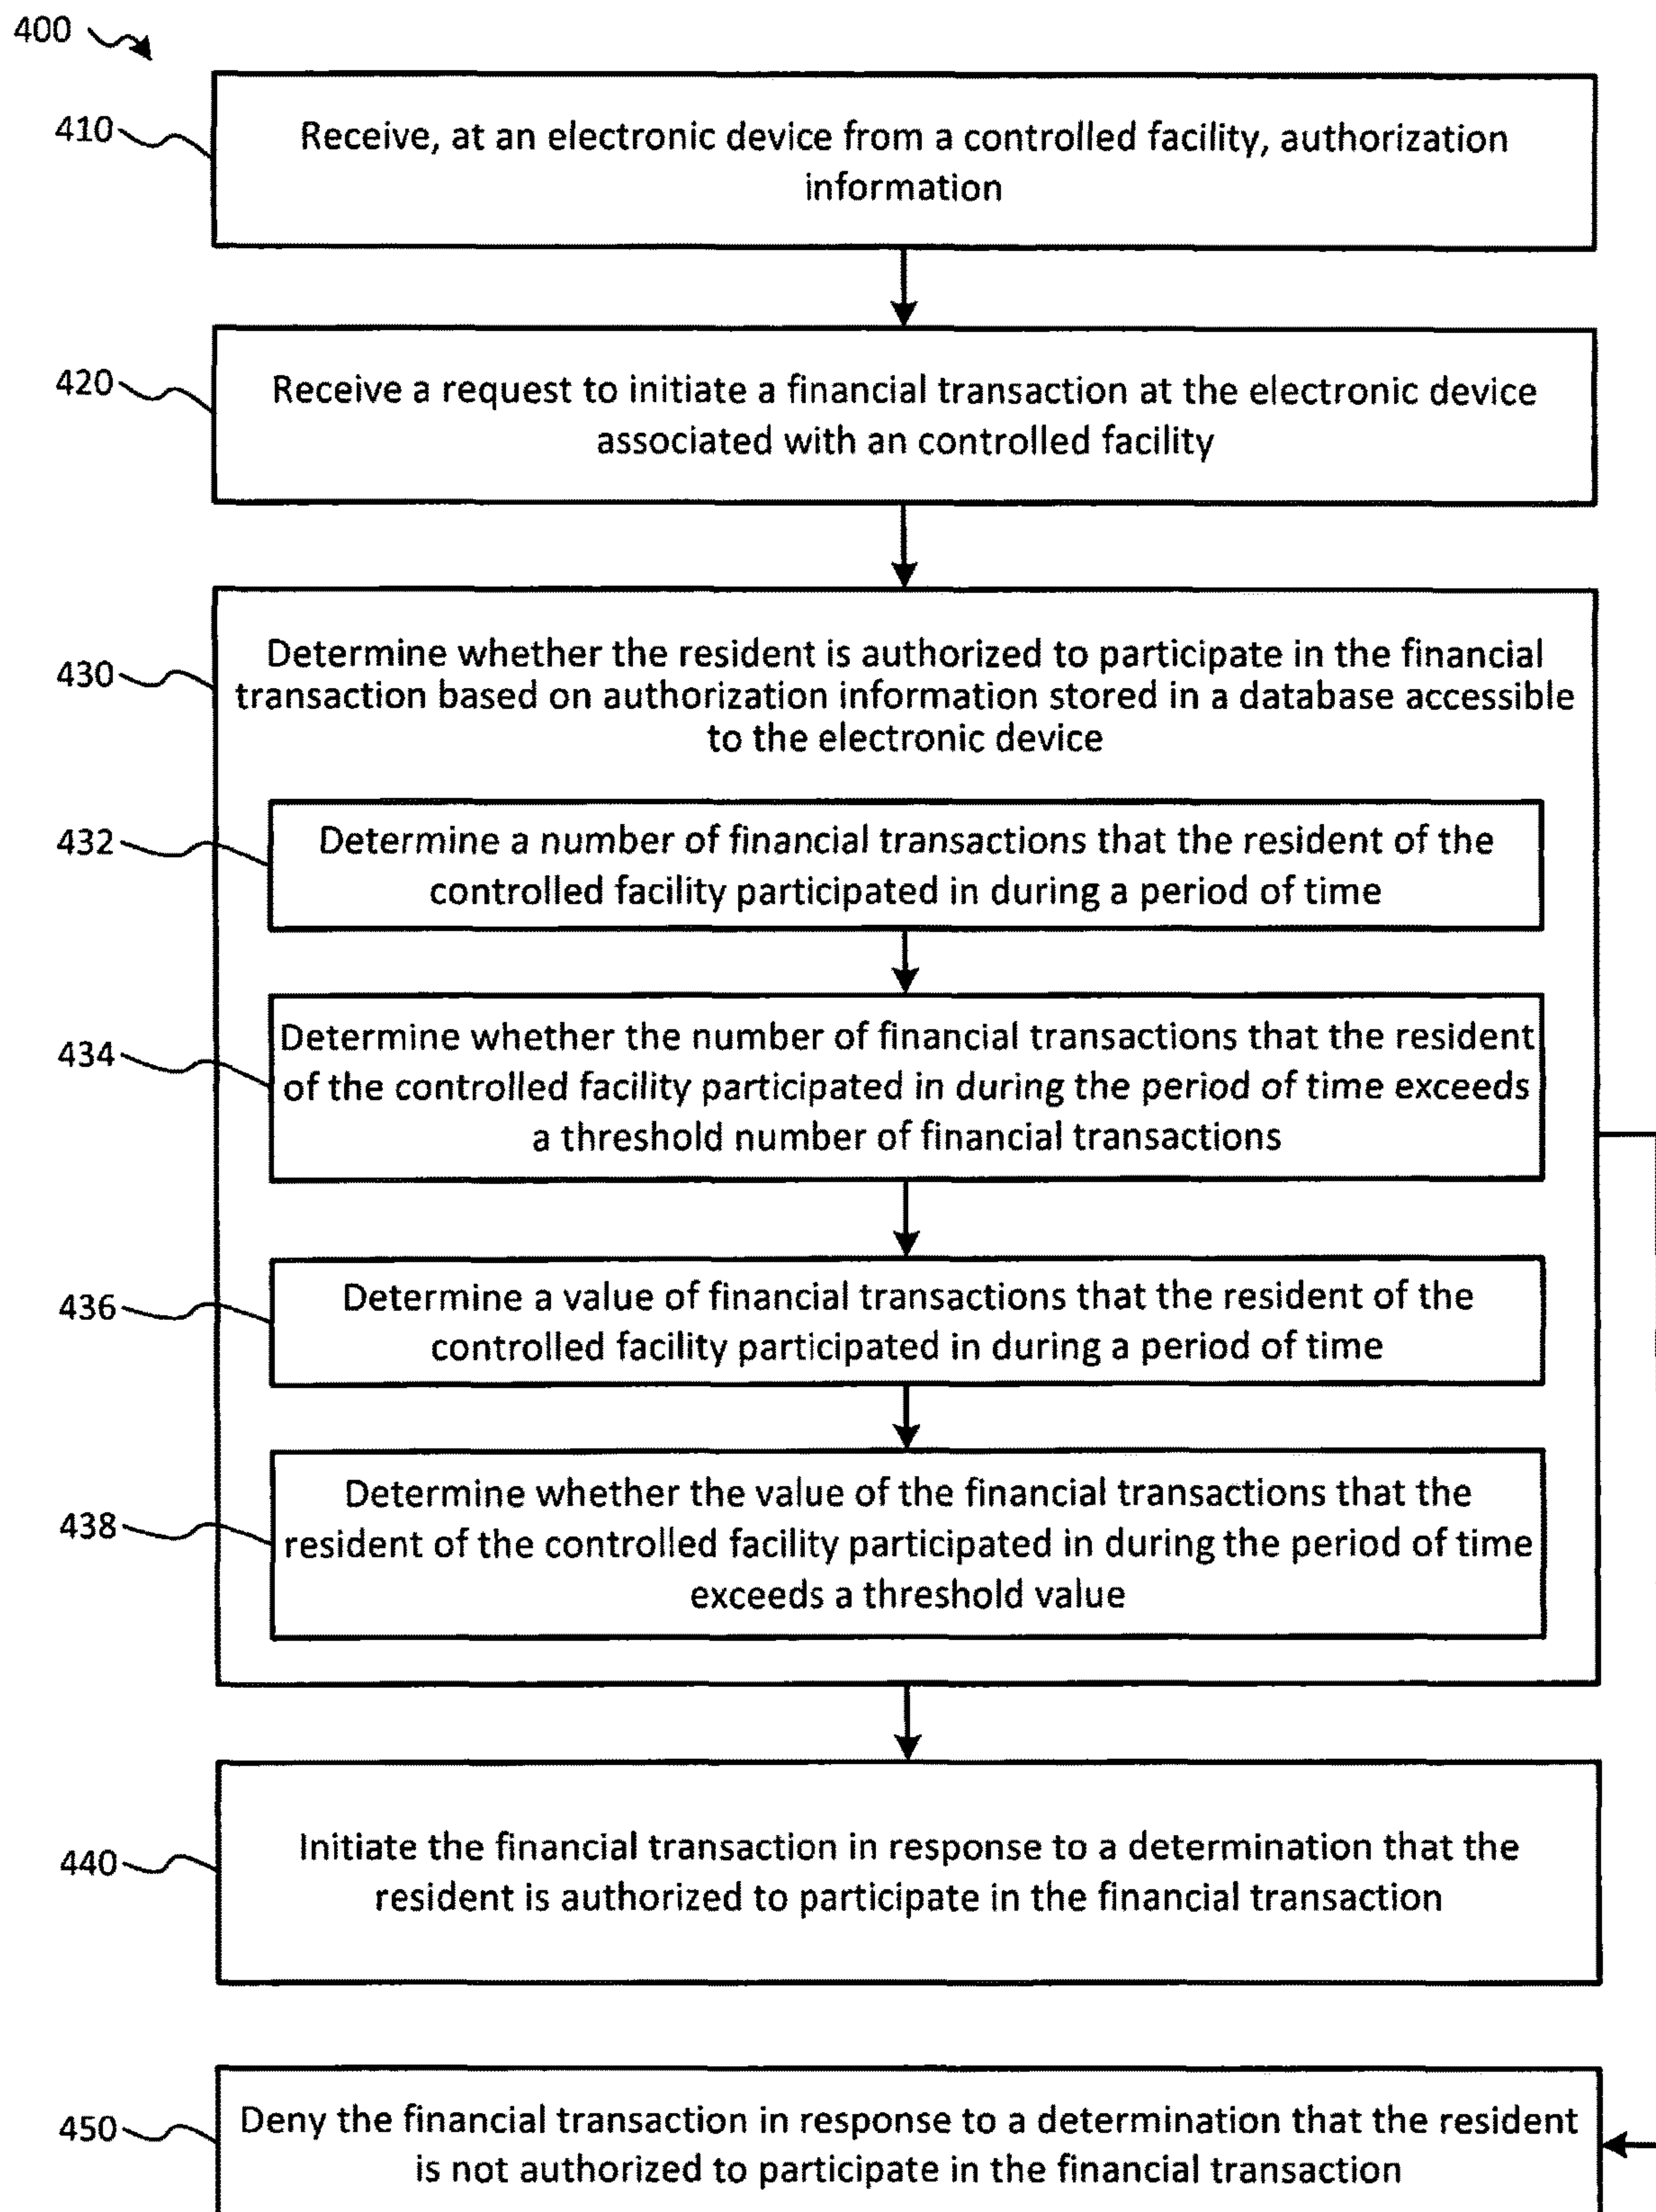 400
410
Receive, at an electronic device from a controlled facility, authorization
information
420
Receive a request to initiate a financial transaction at the electronic device
associated with an controlled facility
430
Determine whether the resident is authorized to participate in the financial
transaction based on authorization information stored in a database accessible
to the electronic device
432
Determine a number of financial transactions that the resident of the
controlled facility participated in during a period of time
434
Determine whether the number of financial transactions that the resident
of the controlled facility participated in during the period of time exceeds
a threshold number of financial transactions
436
Determine a value of financial transactions that the resident of the
controlled facility participated in during a period of time
438
Determine whether the value of the financial transactions that the
resident of the controlled facility participated in during the period of time
exceeds a threshold value
440
Initiate the financial transaction in response to a determination that the
resident is authorized to participate in the financial transaction
450
Deny the financial transaction in response to a determination that the resident
is not authorized to participate in the financial transaction